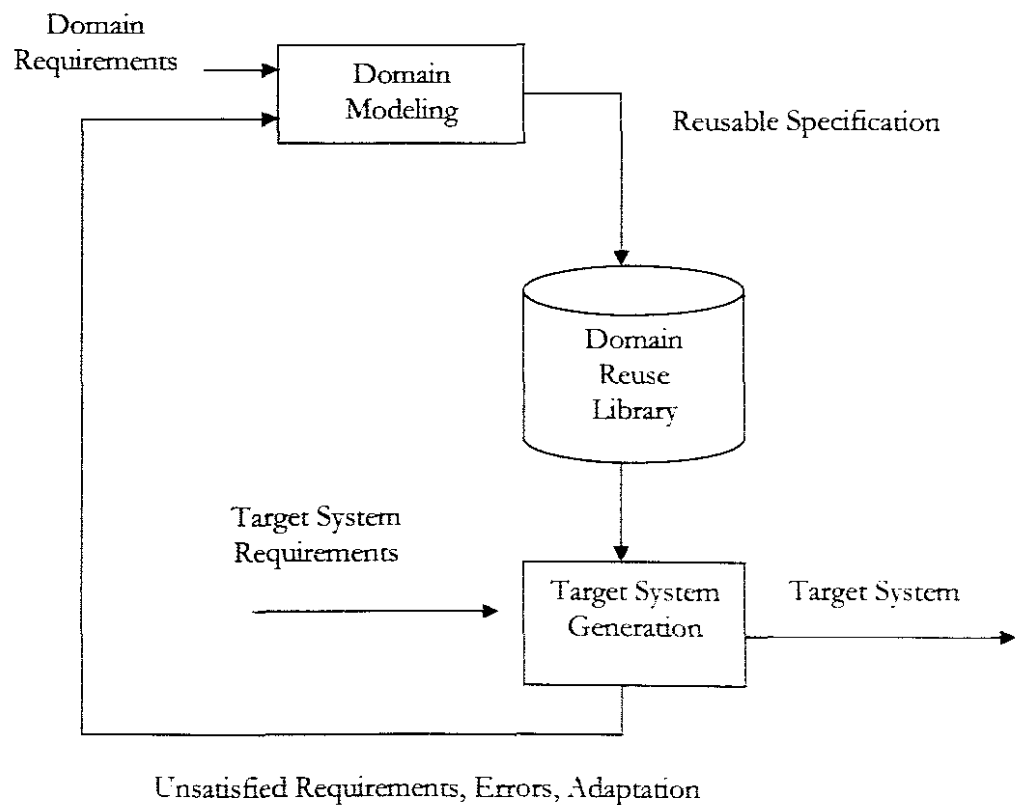 Domain
Requirements
Domain
Modeling
Reusable Specification
Domain
Reuse
Library
Target System
Requirements
Target System
Generation
Target System
Unsatisfied Requirements, Errors, Adaptation